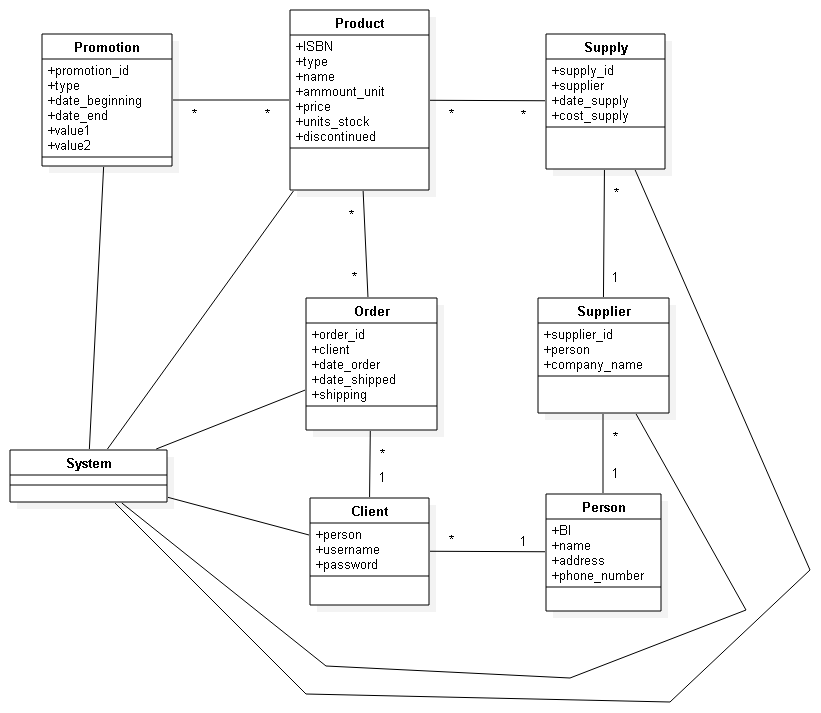 Promotion
+promotion_id
+type
+date_beginning
+date_end
+value1
+value2
*
*
Product
+ISBN
+type
+name
+ammount_unit
+price
+units_stock
+discontinued
*
*
Supply
+supply_id
+supplier
+date_supply
+cost_supply
*
*
*
1
Order
+order_id
+client
+date_order
+date_shipped
+shipping
Supplier
+supplier_id
+person
+company_name
System
*
1
*
1
Client
+person
+username
+password
*
1
Person
+BI
+name
+address
+phone_number